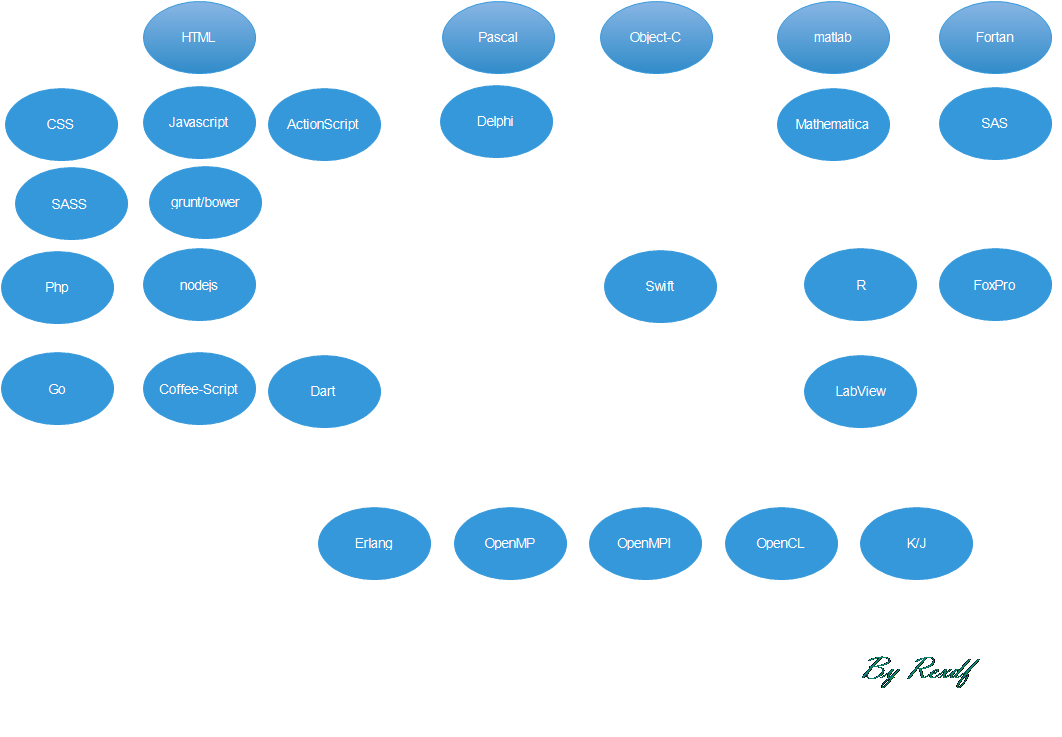 HTML
Pascal
Object-C
matlab
Fortan
CSS
Javascript
ActionScript
Delphi
Mathematica
SAS
SASS
grunt/bower
Php
nodejs
Swift
R
FoxPro
Go
Coffee-Script
Dart
LabView
Erlang
OpenMP
OpenMPI
OpenCL
K/J
By Rexdf